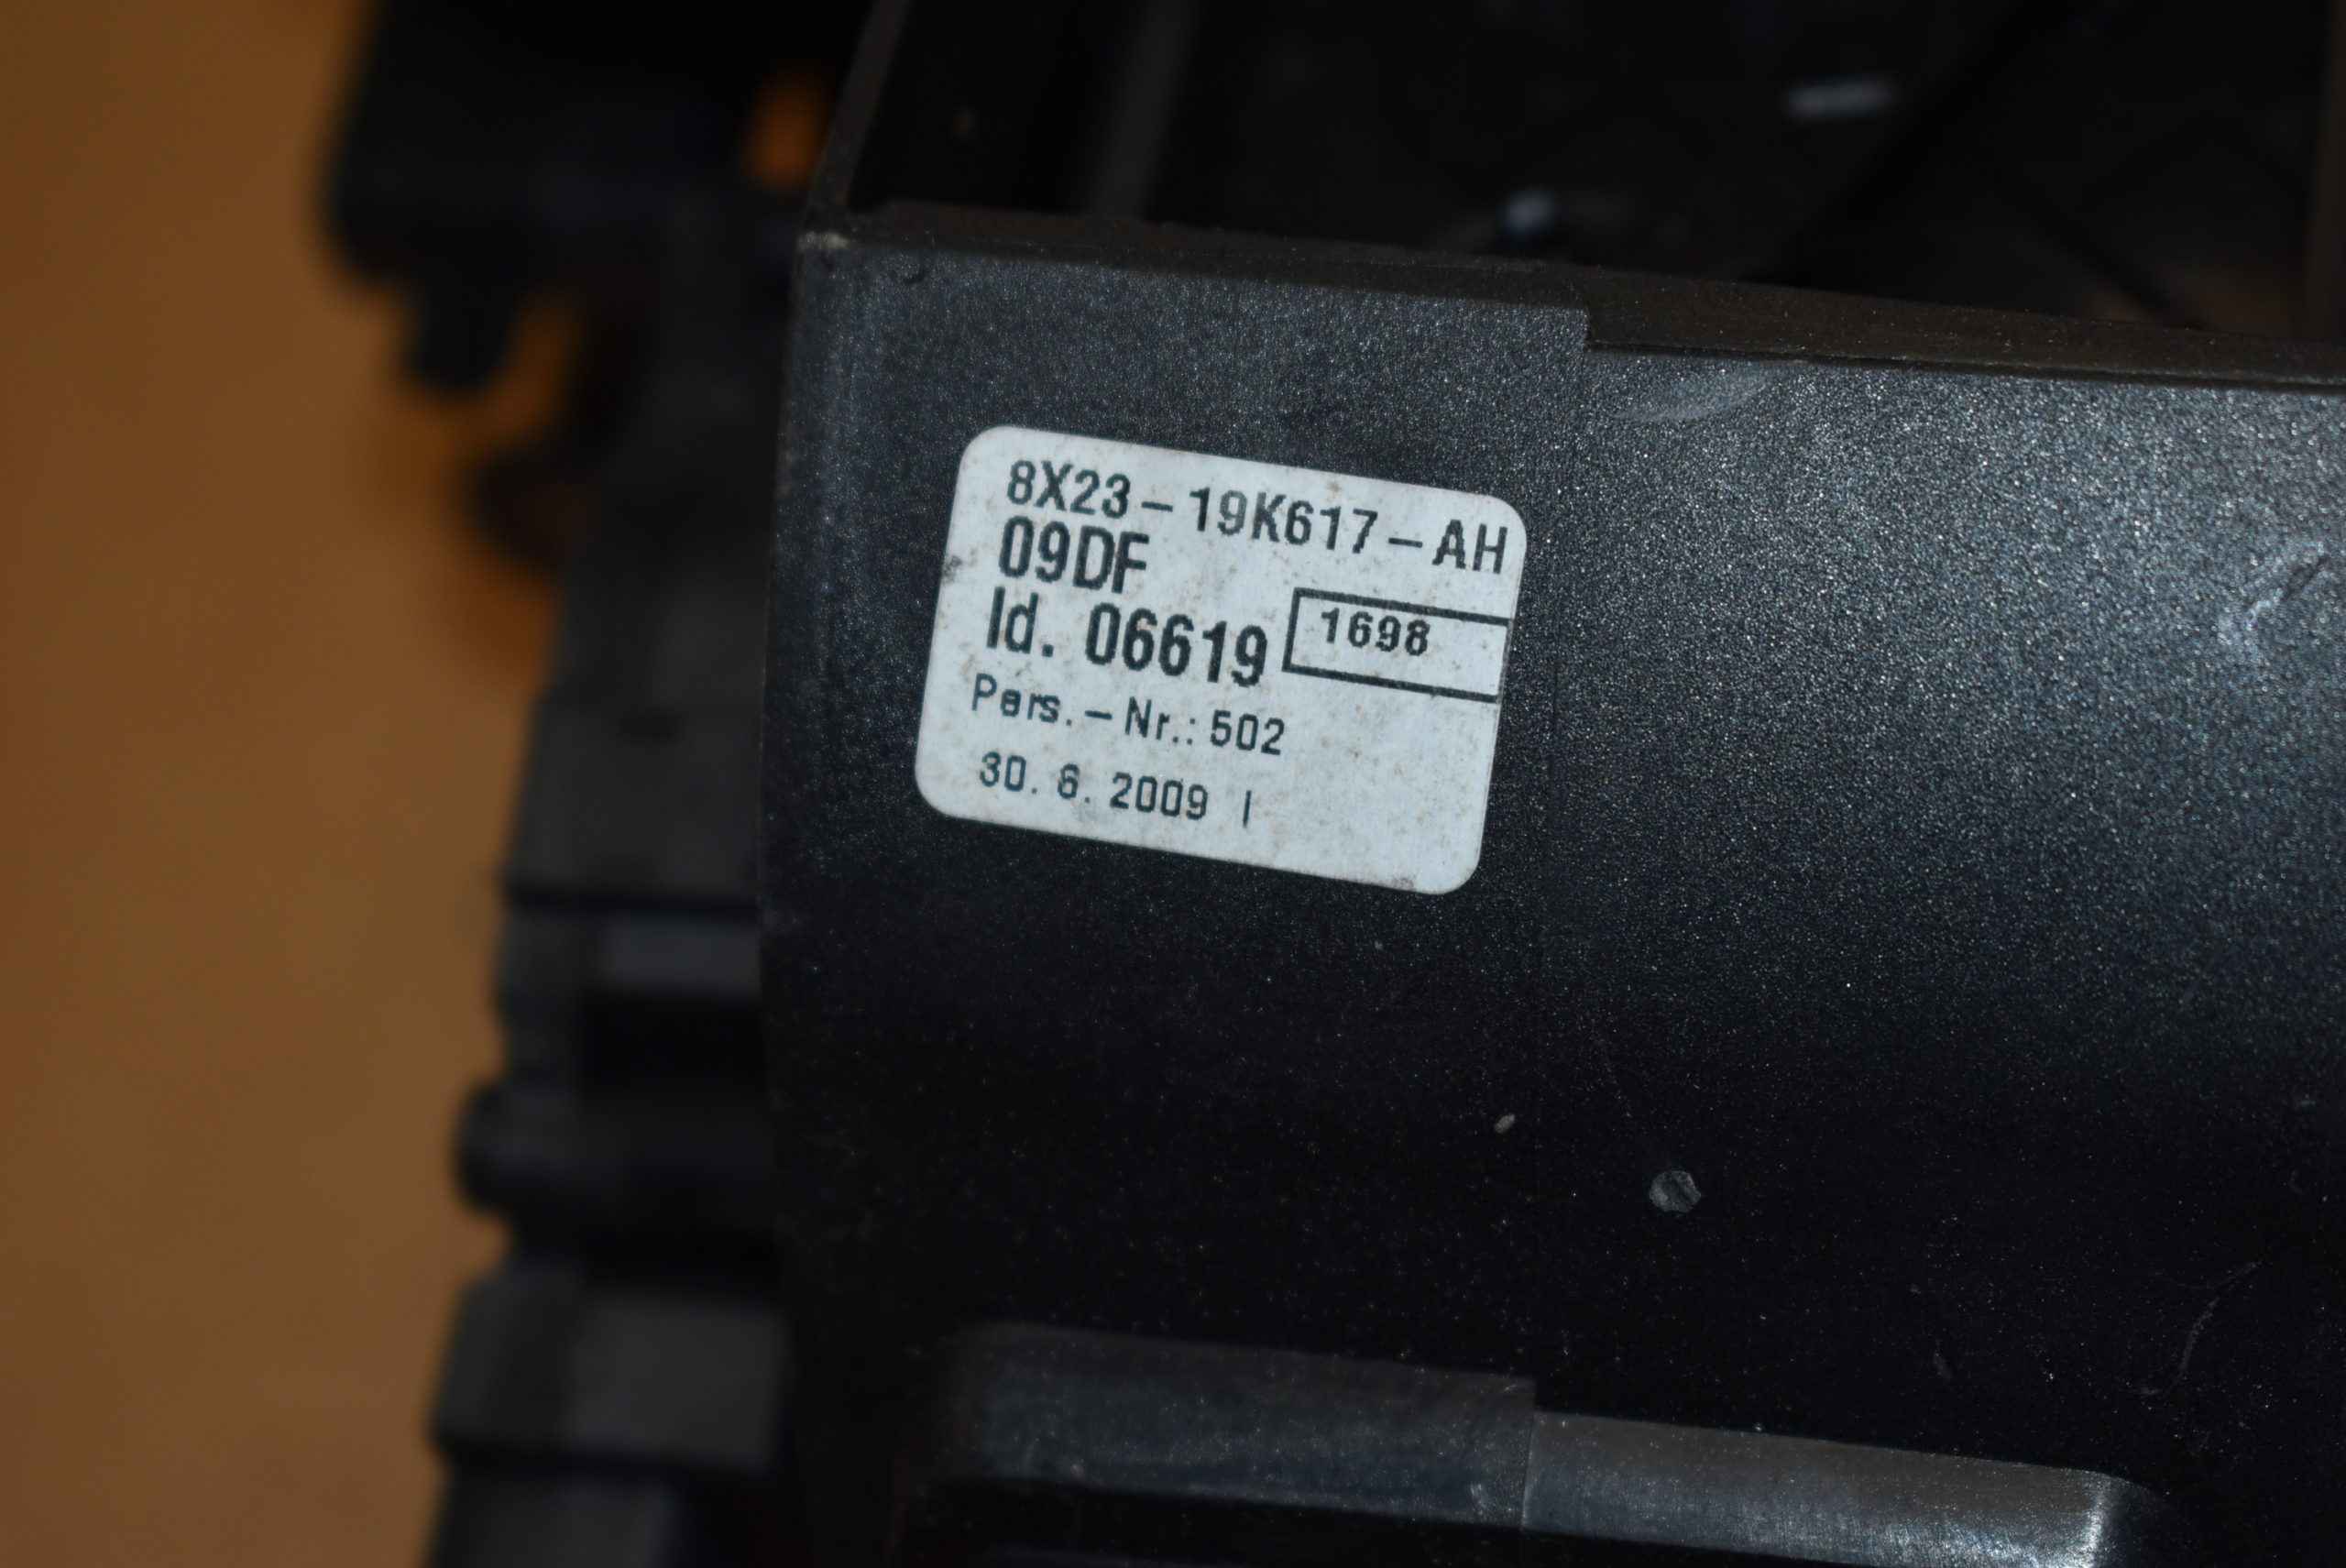 8X23-19K617-AH
09DF
Id. 06619 1698
Pers.-Nr.: 502
30. 6. 2009 I